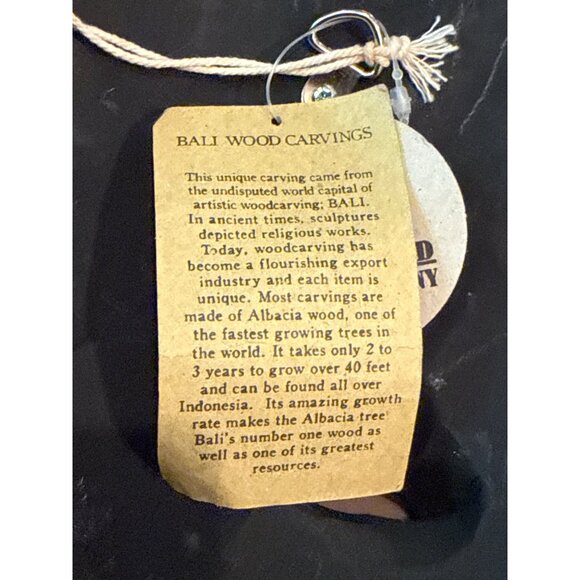 BALI WOOD CARVINGS
This unique carving came from
the undisputed world capital of
artistic woodcarving; BALI.
In ancient times, sculptures
depicted religious works.
Today, woodcarving has
become a flourishing export
industry and each item is
unique. Most carvings are
made of Albacia wood, one of
the fastest growing trees in
the world. It takes only 2 to
3 years to grow over 40 feet
and can be found all over
Indonesia. Its amazing growth
rate makes the Albacia tree
Bali's number one wood as
well as one of its greatest
resources.